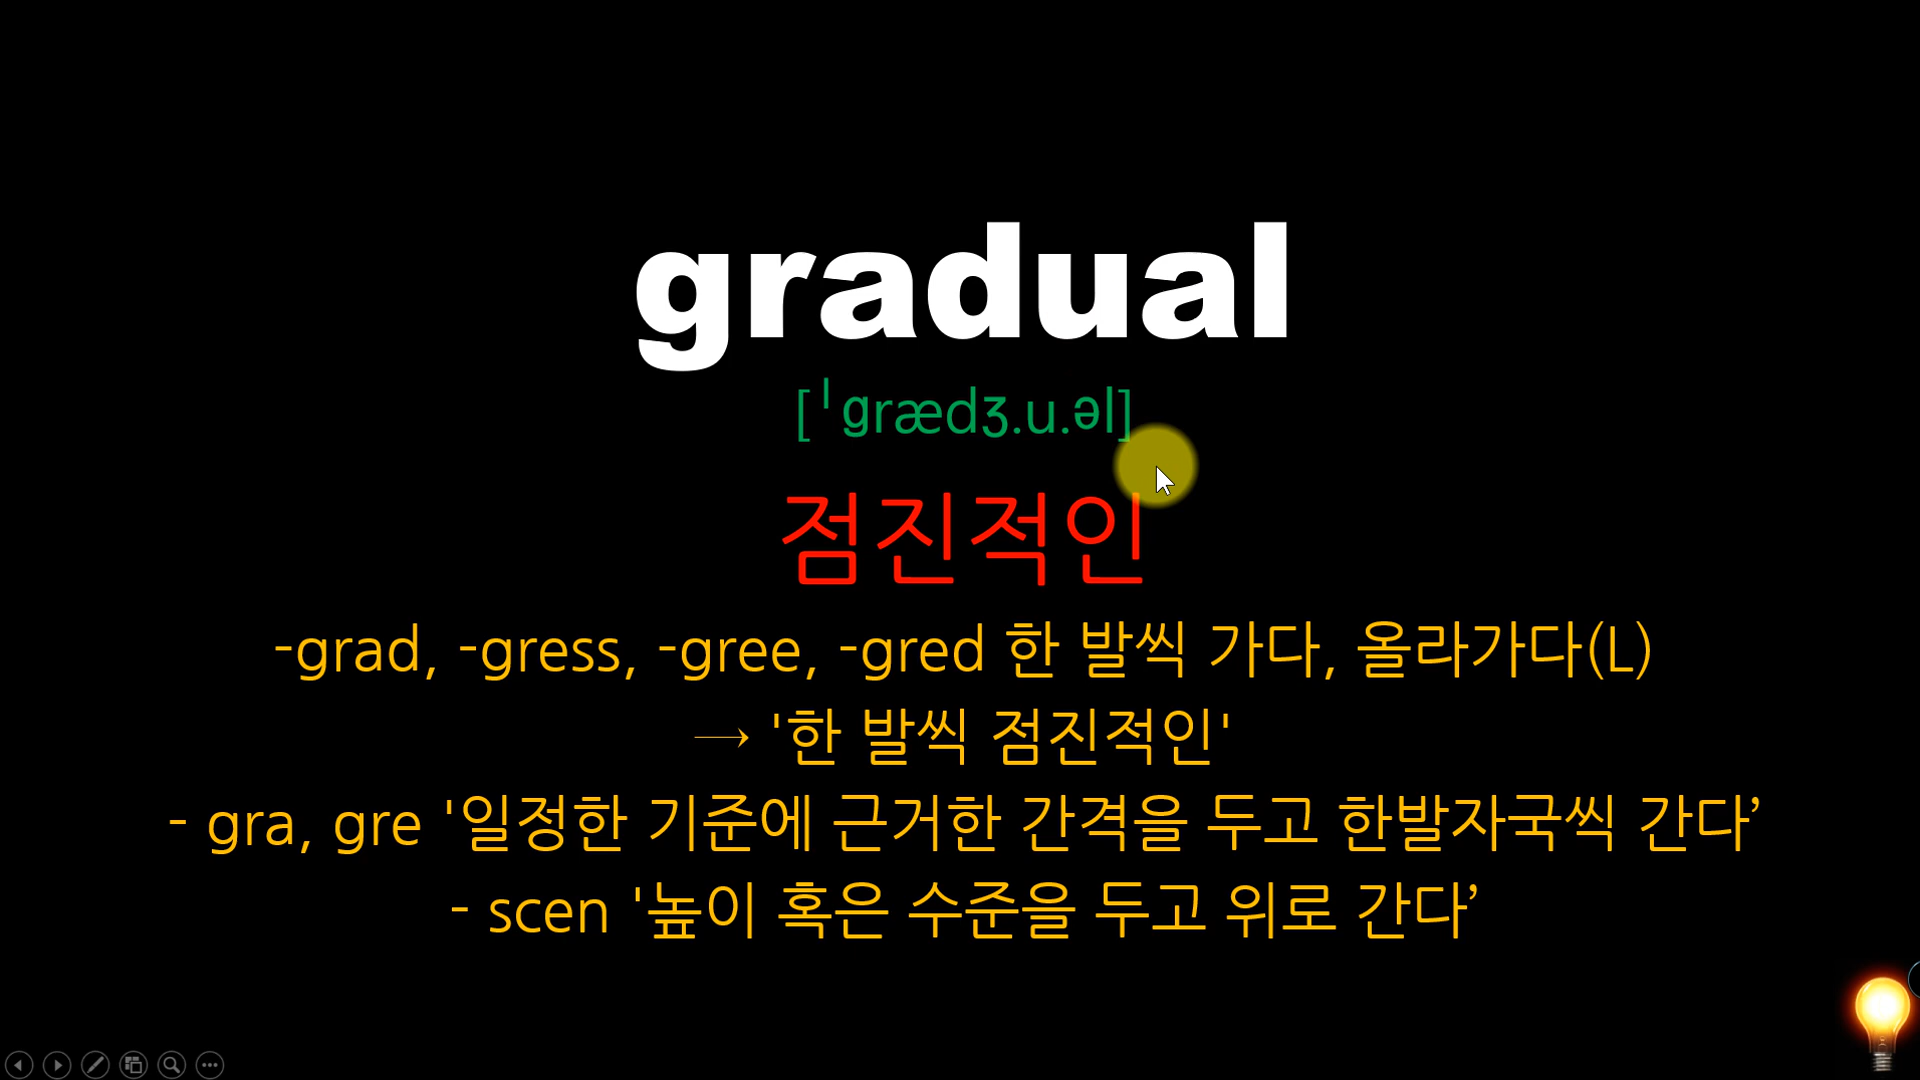 gradual
[ˈgrædʒ.u.əl]
점진적인
-grad, -gress, -gree, -gred 한 발씩 가다, 올라가다(L)
→ '한 발씩 점진적인'
- gra, gre '일정한 기준에 근거한 간격을 두고 한발자국씩 간다’
- scen '높이 혹은 수준을 두고 위로 간다’